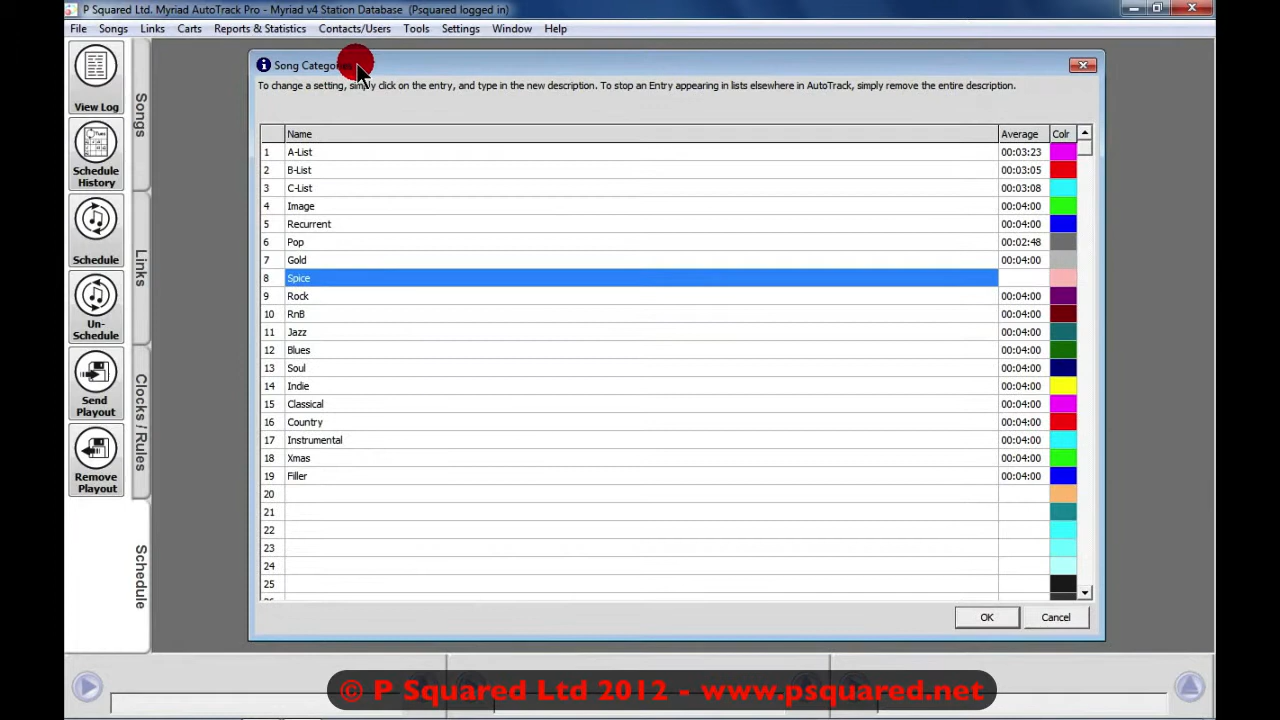 P Squared Ltd. Myriad AutoTrack Pro - Myriad v4 Station Database (Psquared logged in)
File Songs Links Carts Reports & Statistics Contacts/Users Tools Settings Window Help
View Log
Schedule History
Schedule
Un-Schedule
Send Playout
Remove Playout
Songs
Links
Clocks / Rules
Schedule
Song Categories
To change a setting, simply click on the entry, and type in the new description. To stop an Entry appearing in lists elsewhere in AutoTrack, simply remove the entire description.
Name Average Colr
1 A-List 00:03:23
2 B-List 00:03:05
3 C-List 00:03:08
4 Image 00:04:00
5 Recurrent 00:04:00
6 Pop 00:02:48
7 Gold 00:04:00
8 Spice
9 Rock 00:04:00
10 RnB 00:04:00
11 Jazz 00:04:00
12 Blues 00:04:00
13 Soul 00:04:00
14 Indie 00:04:00
15 Classical 00:04:00
16 Country 00:04:00
17 Instrumental 00:04:00
18 Xmas 00:04:00
19 Filler 00:04:00
20
21
22
23
24
25
OK Cancel
© P Squared Ltd 2012 - www.psquared.net